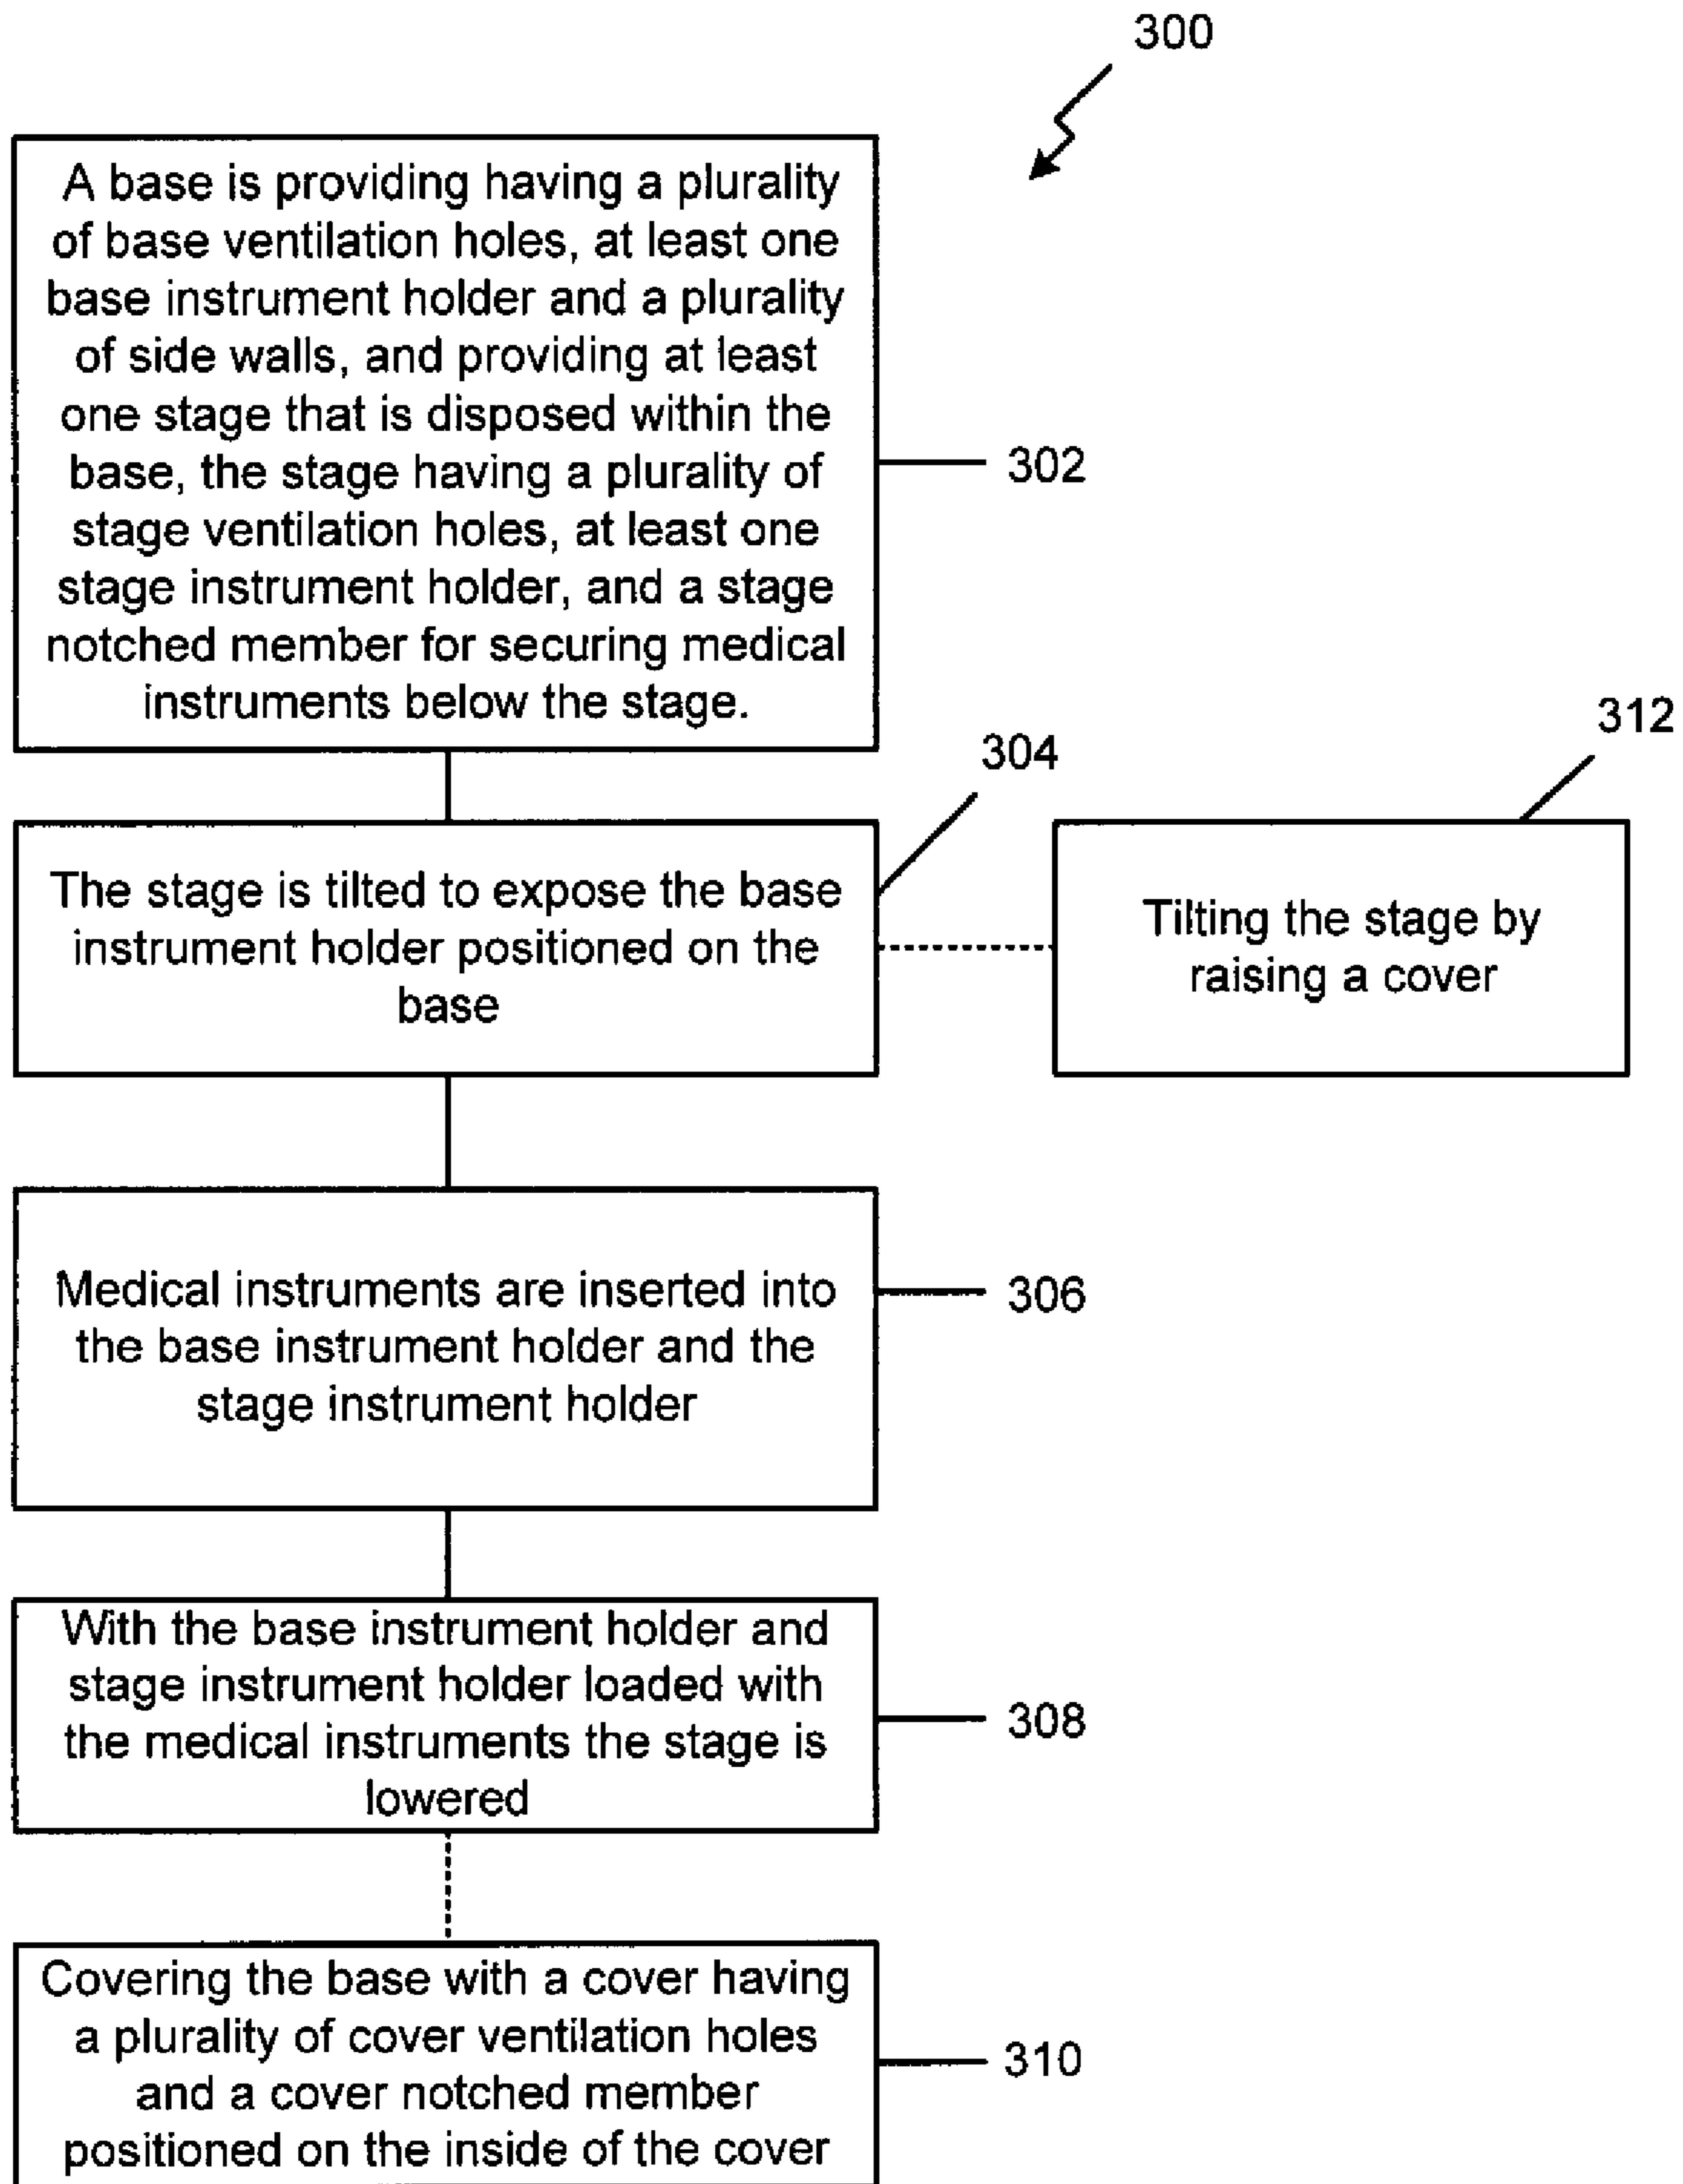 300
A base is providing having a plurality
of base ventilation holes, at least one
base instrument holder and a plurality
of side walls, and providing at least
one stage that is disposed within the
base, the stage having a plurality of
stage ventilation holes, at least one
stage instrument holder, and a stage
notched member for securing medical
instruments below the stage.
302
304
The stage is tilted to expose the base
instrument holder positioned on the
base
312
Tilting the stage by
raising a cover
Medical instruments are inserted into
the base instrument holder and the
stage instrument holder
306
With the base instrument holder and
stage instrument holder loaded with
the medical instruments the stage is
lowered
308
Covering the base with a cover having
a plurality of cover ventilation holes
and a cover notched member
positioned on the inside of the cover
310